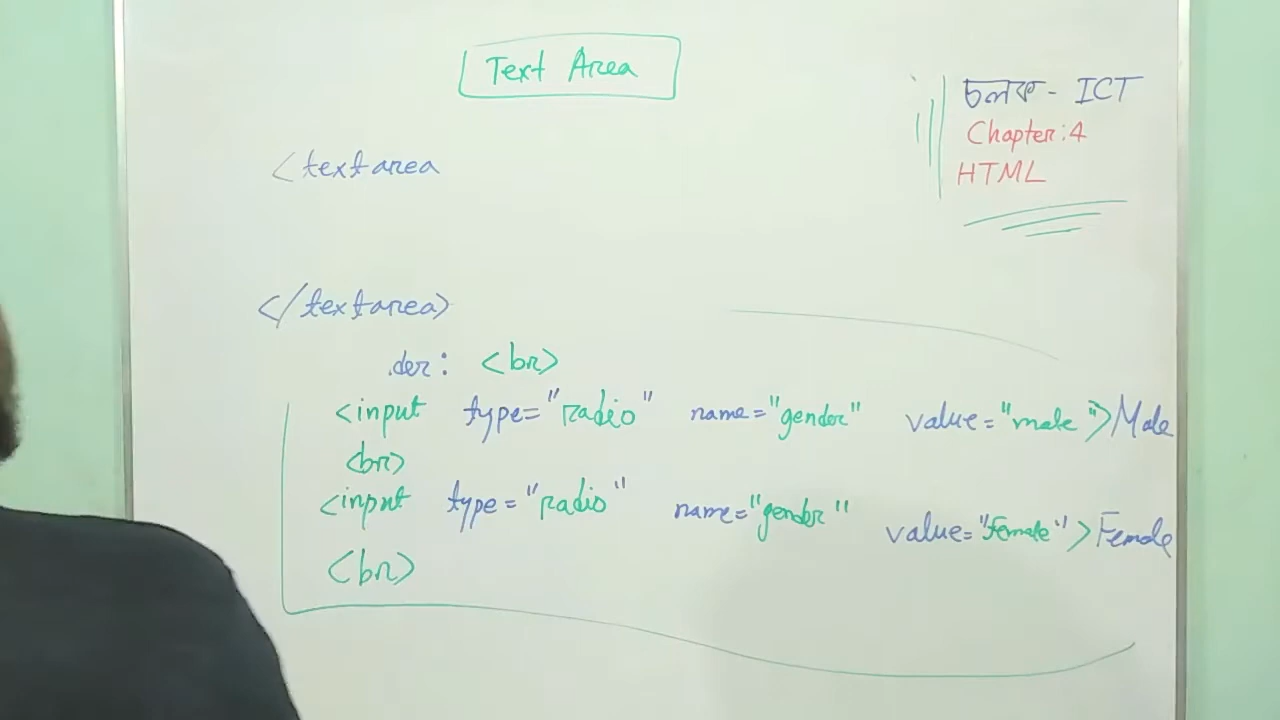 Text Area
চলক - ICT
Chapter:4
HTML
<textarea
</textarea>
der: <br>
<input type="radio" name="gender" value="male">Male
<br>
<input type="radio" name="gender" value="female">Female
<br>